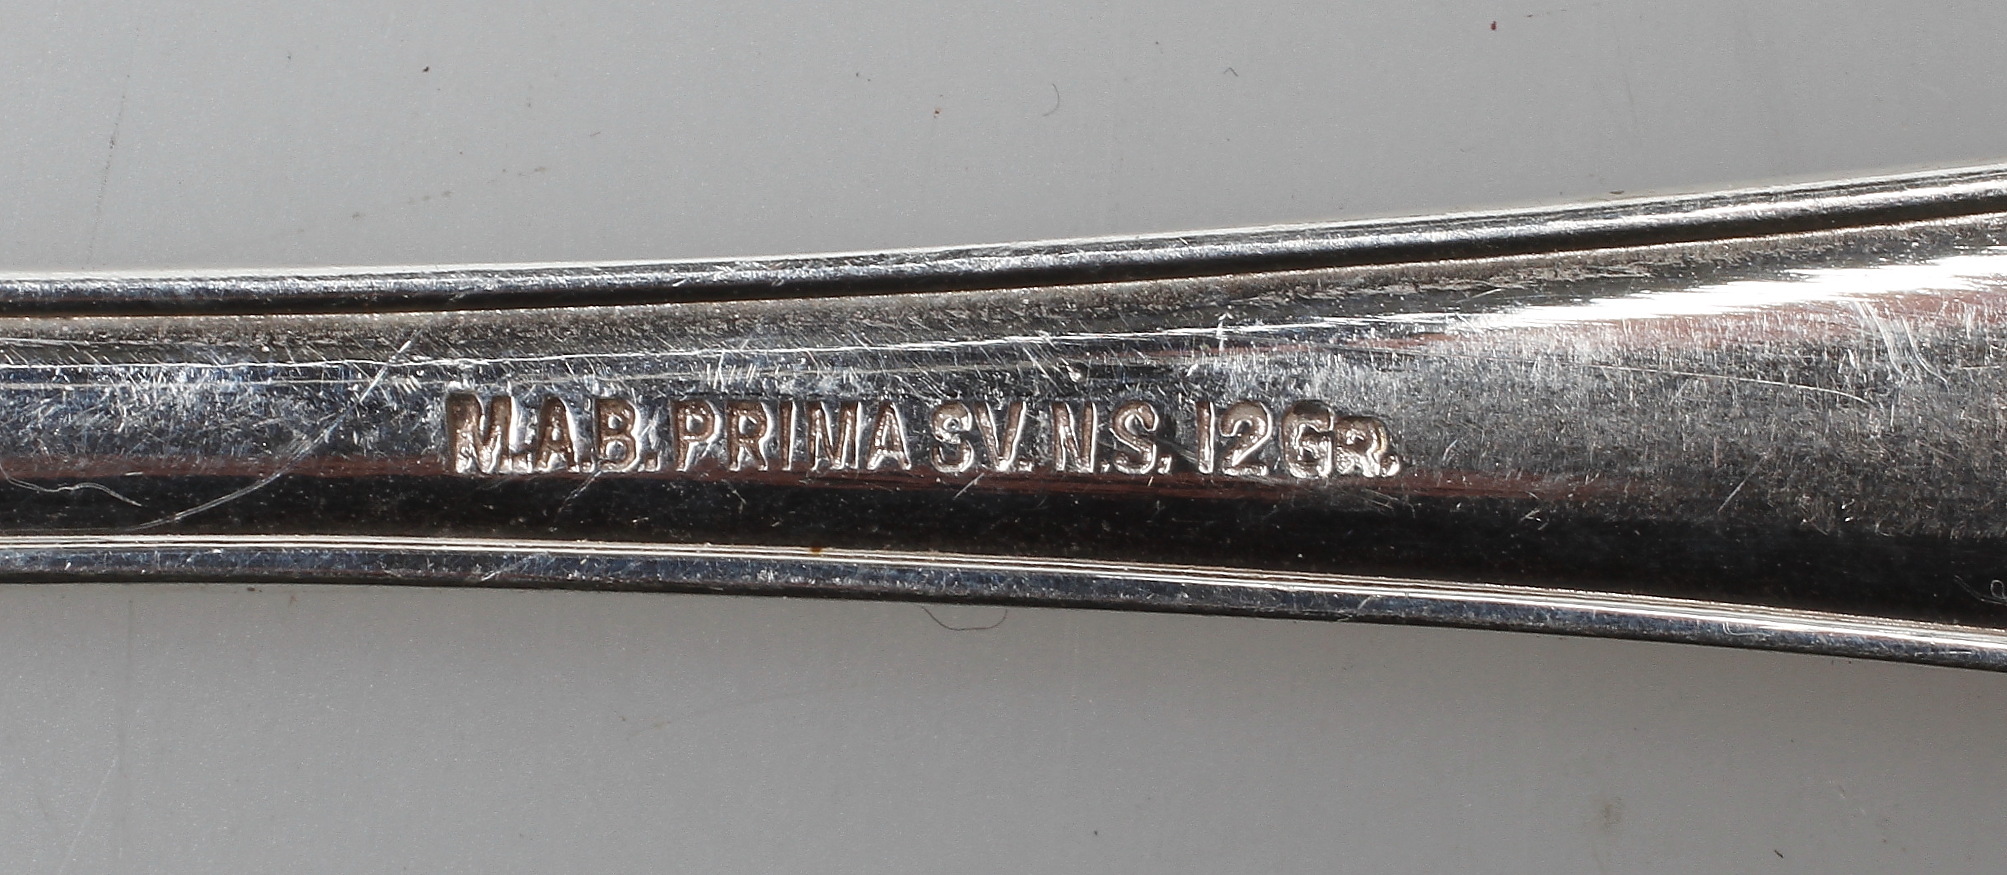 M.A.B. PRIMA SV. N.S. 12 GR.